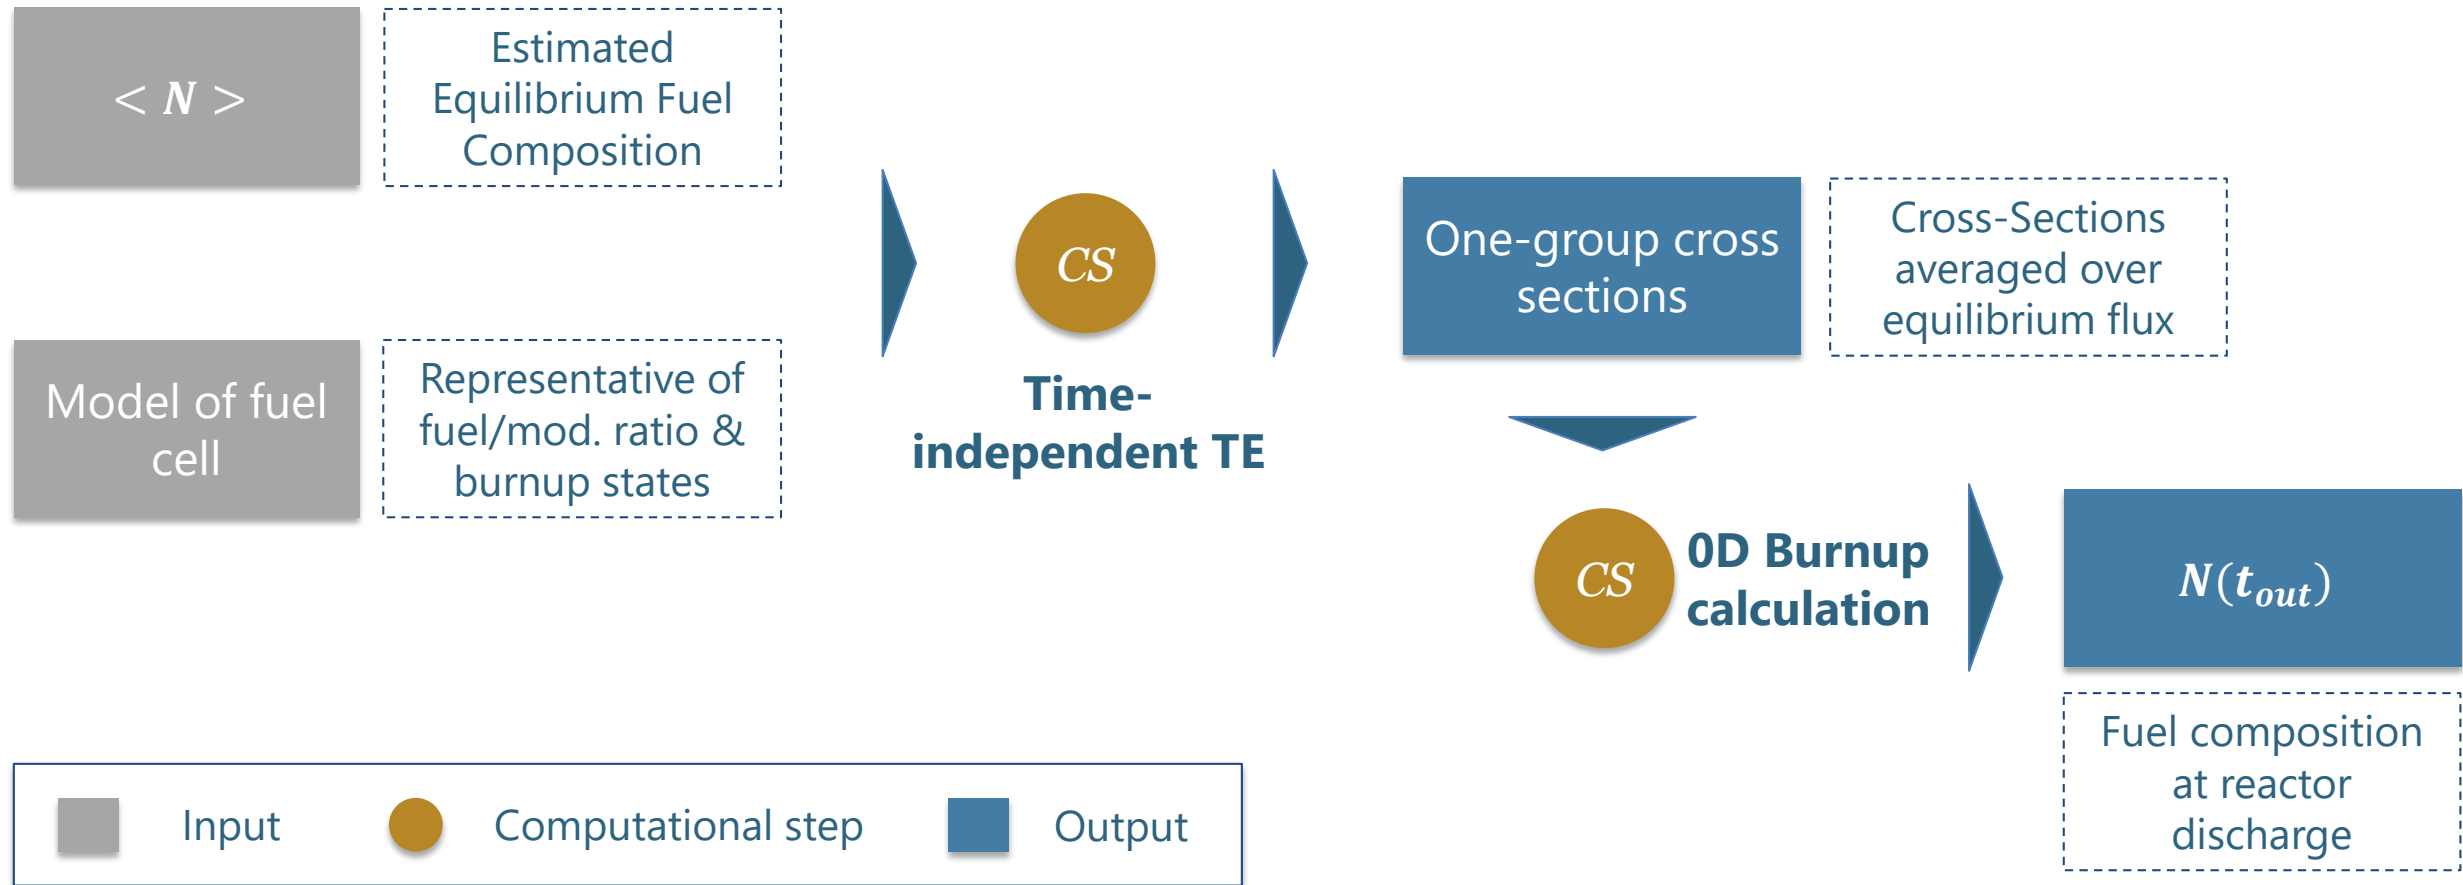 < N >
Estimated
Equilibrium Fuel
Composition
Model of fuel
cell
Representative of
fuel/mod. ratio &
burnup states
CS
Time-
independent TE
One-group cross
sections
Cross-Sections
averaged over
equilibrium flux
CS
0D Burnup
calculation
N(t_out)
Fuel composition
at reactor
discharge
Input
Computational step
Output